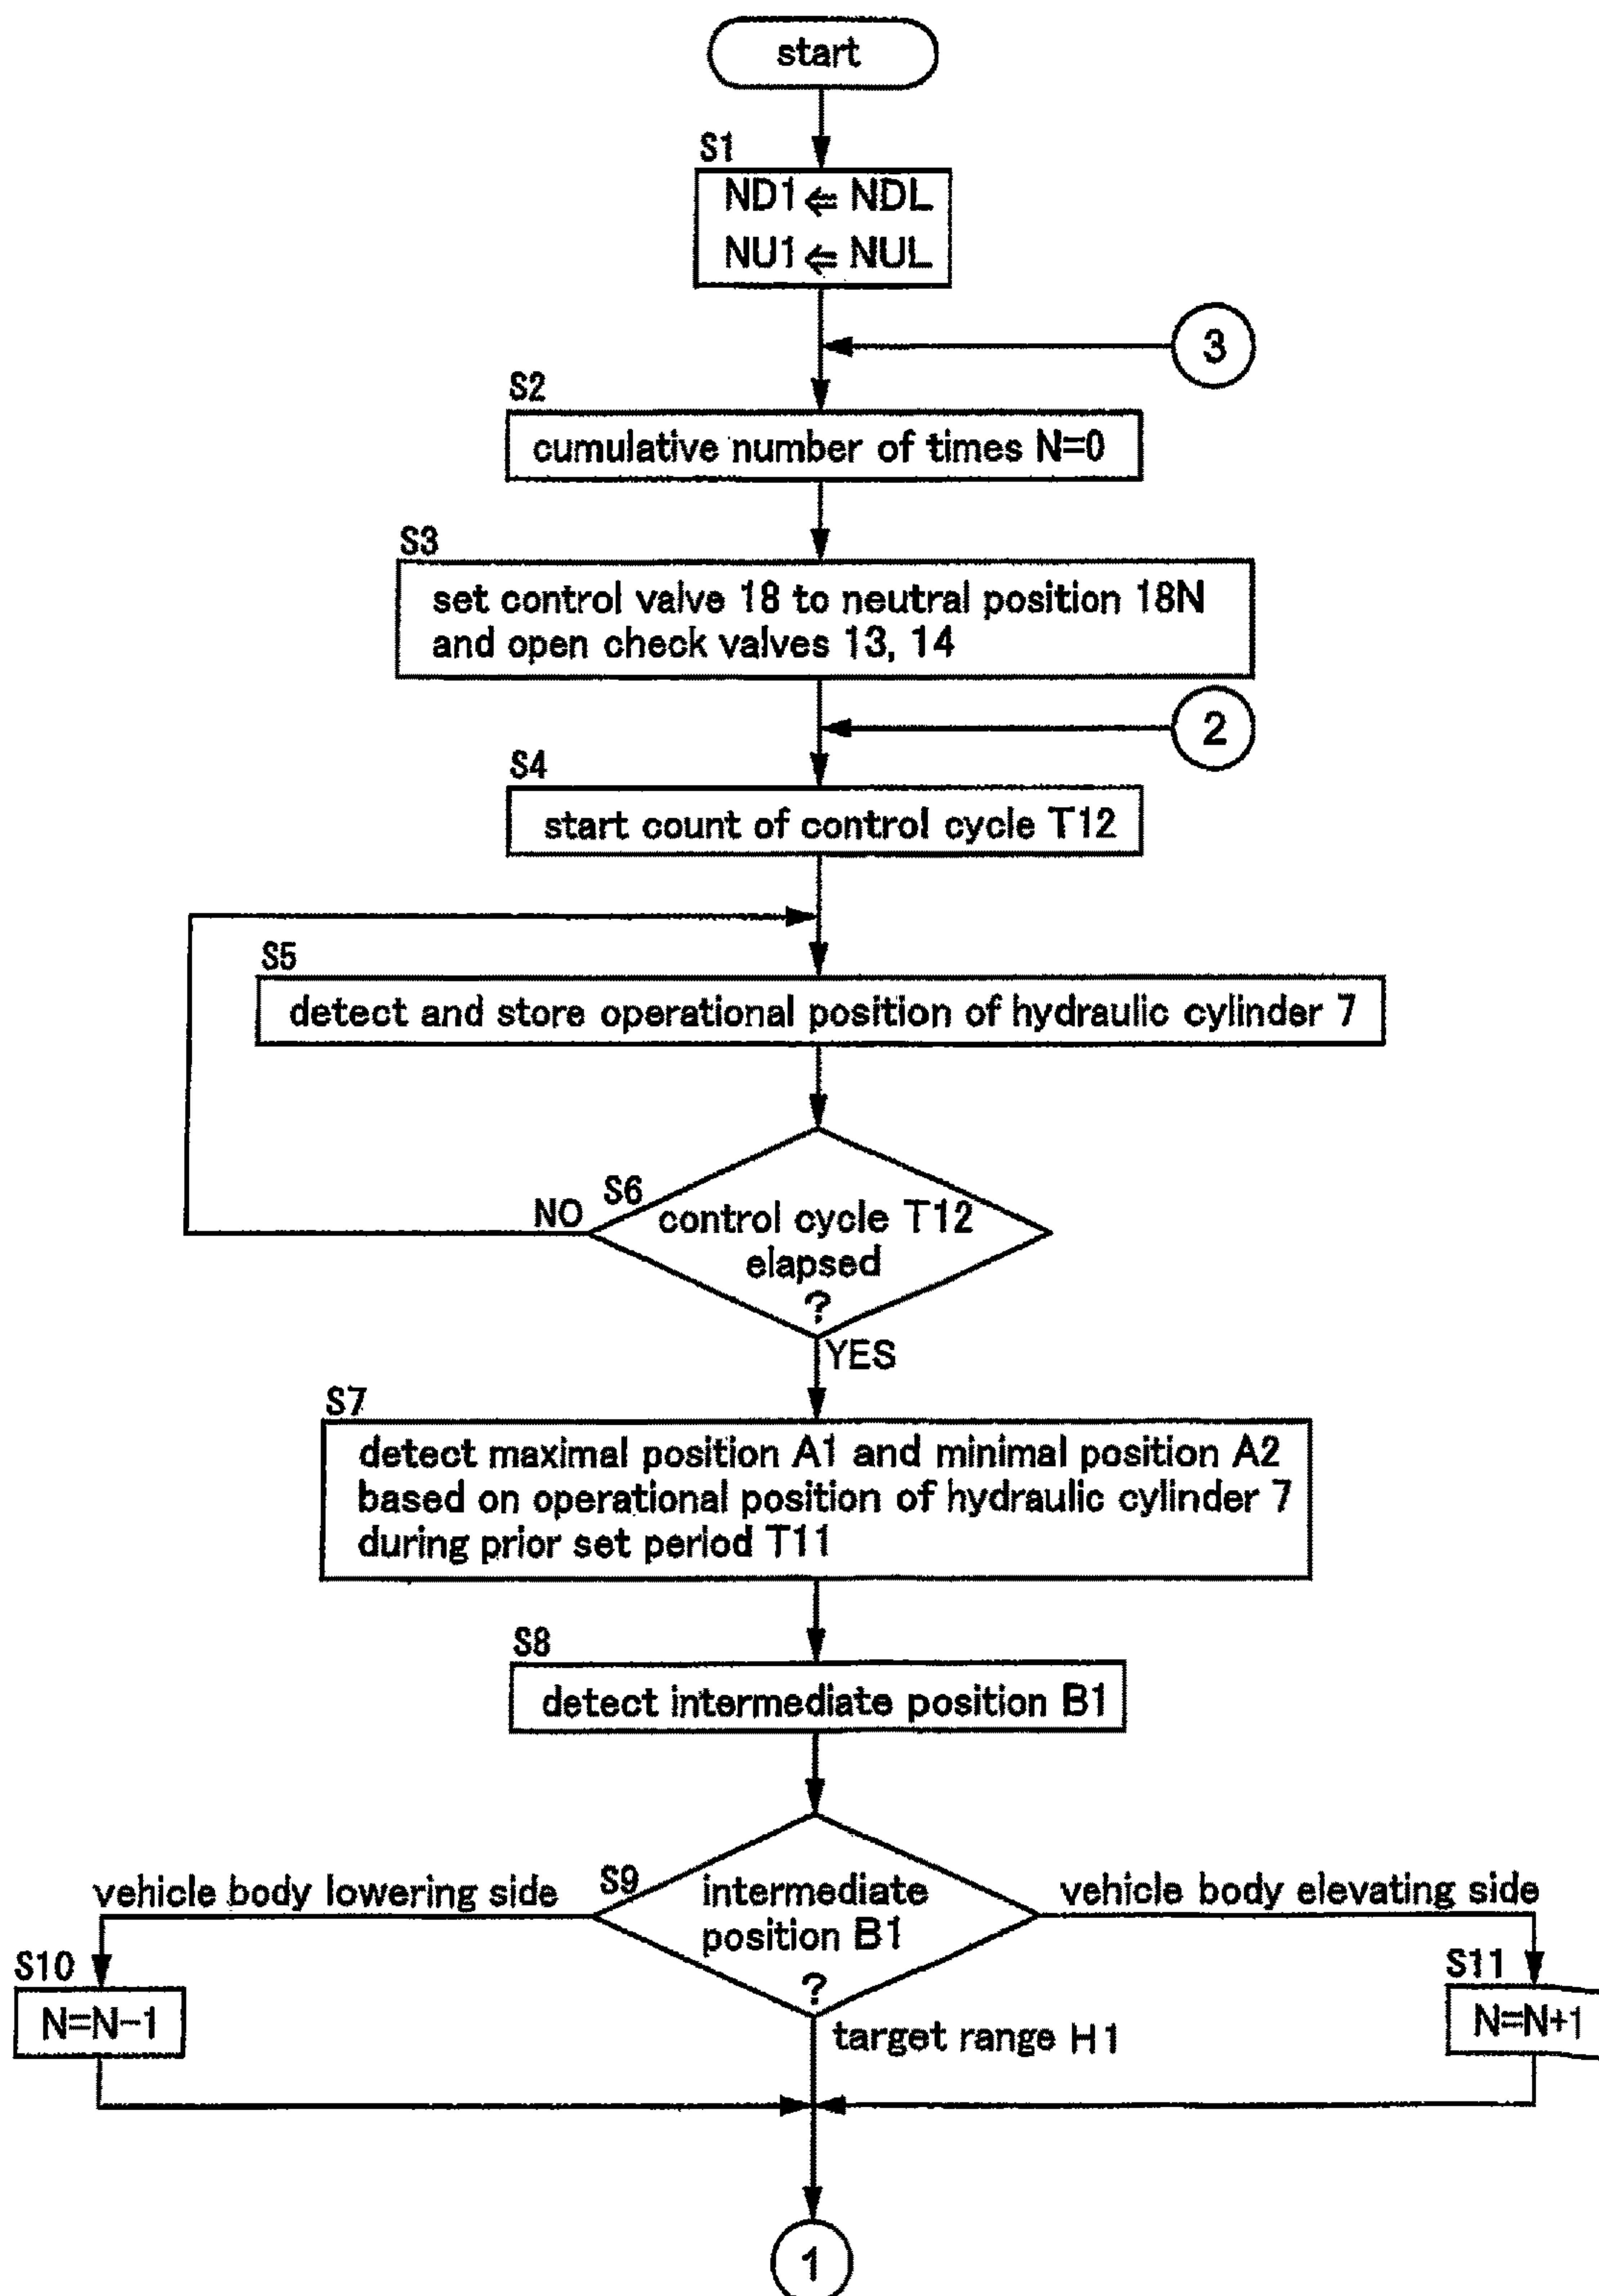 start
S1
ND1⇐NDL
NU1⇐NUL
3
S2
cumulative number of times N=0
S3
set control valve 18 to neutral position 18N
and open check valves 13, 14
2
S4
start count of control cycle T12
S5
detect and store operational position of hydraulic cylinder 7
S6
NO
control cycle T12
elapsed
?
YES
S7
detect maximal position A1 and minimal position A2
based on operational position of hydraulic cylinder 7
during prior set period T11
S8
detect intermediate position B1
vehicle body lowering side
S9
intermediate
position B1
?
vehicle body elevating side
S10
N=N-1
target range H1
S11
N=N+1
1